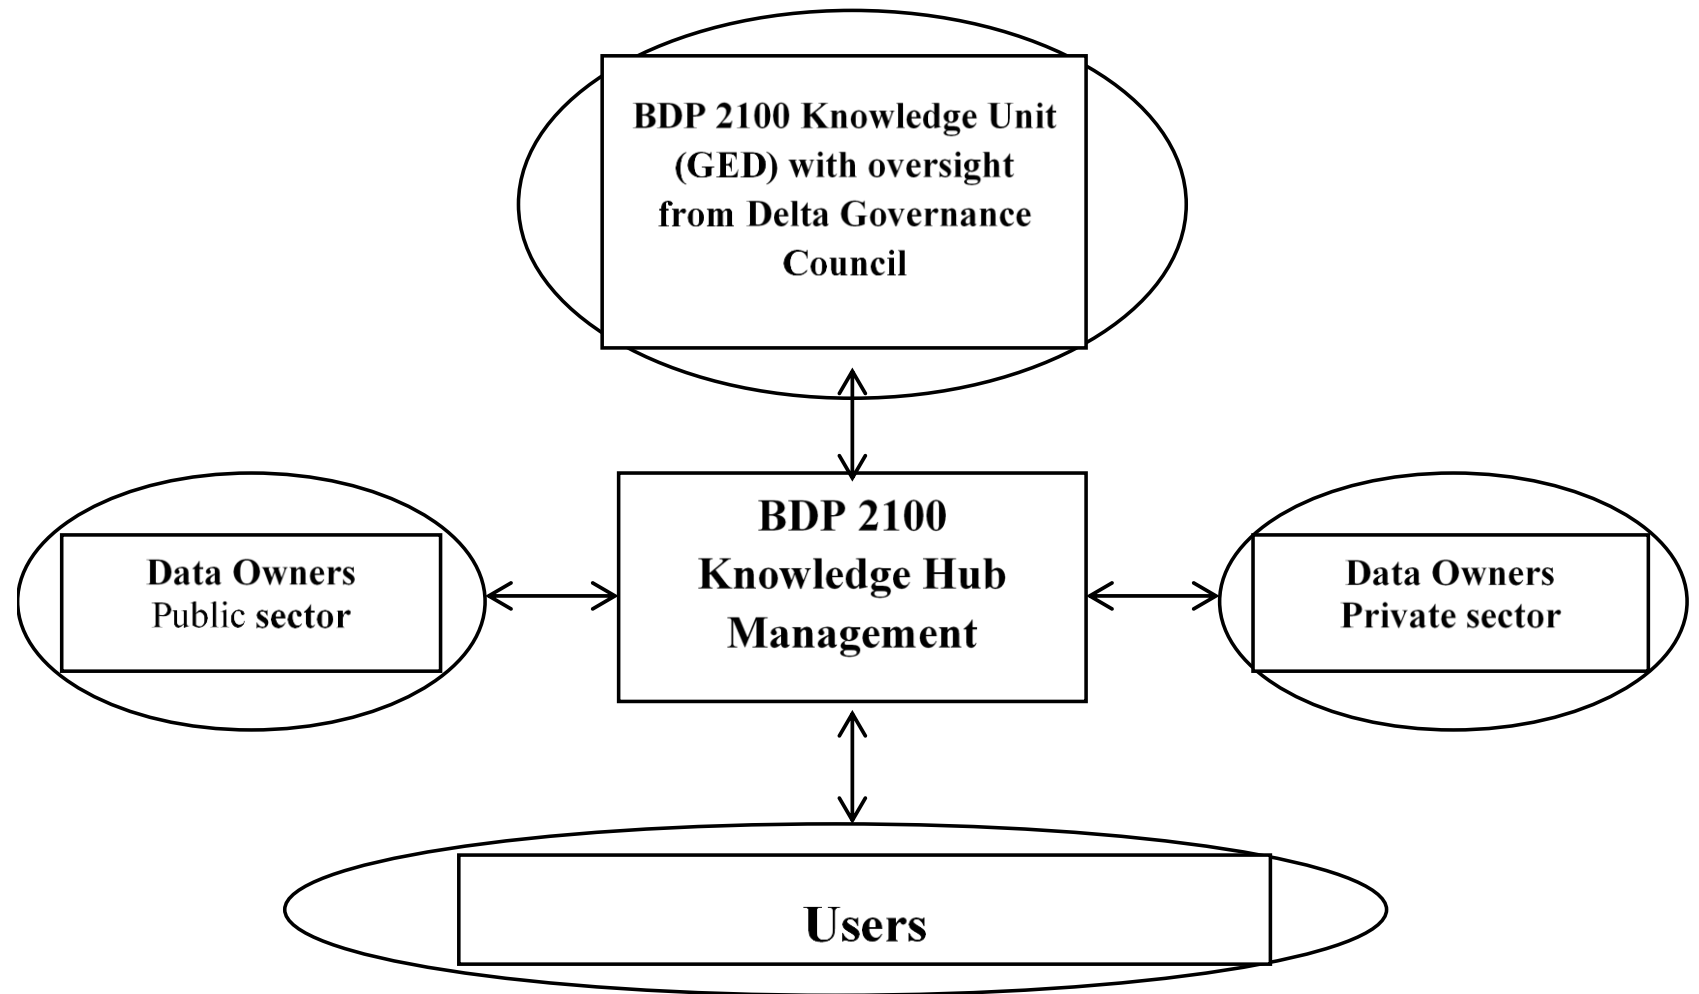 BDP 2100 Knowledge Unit
(GED) with oversight
from Delta Governance
Council
BDP 2100
Knowledge Hub
Management
Data Owners
Public sector
Data Owners
Private sector
Users